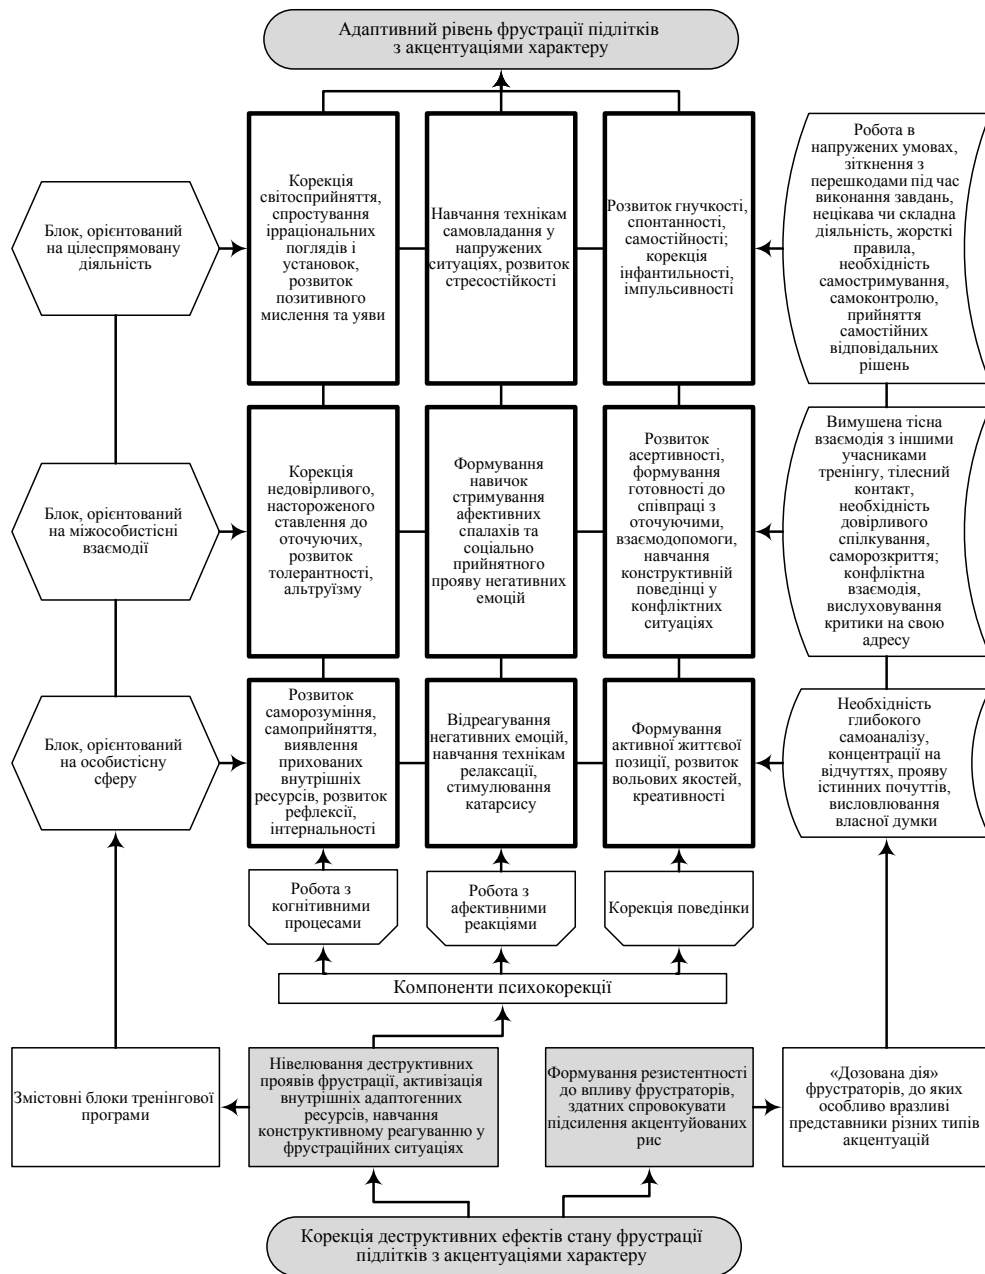 Адаптивний рівень фрустрації підлітків
з акцентуаціями характеру
Блок, орієнтований
на цілеспрямовану
діяльність
Корекція
світосприйняття,
спростування
ірраціональних
поглядів і
установок,
розвиток
позитивного
мислення та уяви
Навчання технікам
самовладання у
напружених
ситуаціях, розвиток
стресостійкості
Розвиток гнучкості,
спонтанності,
самостійності;
корекція
інфантильності,
імпульсивності
Робота в
напружених умовах,
зіткнення з
перешкодами під час
виконання завдань,
нецікава чи складна
діяльність, жорсткі
правила,
необхідність
самостримування,
самоконтролю,
прийняття
самостійних
відповідальних
рішень
Блок, орієнтований
на міжособистісні
взаємодії
Корекція
недовірливого,
настороженого
ставлення до
оточуючих,
розвиток
толерантності,
альтруїзму
Формування
навичок
стримування
афективних
спалахів та
соціально
прийнятного
прояву негативних
емоцій
Розвиток
асертивності,
формування
готовності до
співпраці з
оточуючими,
взаємодопомоги,
навчання
конструктивній
поведінці у
конфліктних
ситуаціях
Вимушена тісна
взаємодія з іншими
учасниками
тренінгу, тілесний
контакт,
необхідність
довірливого
спілкування,
саморозкриття;
конфліктна
взаємодія,
вислуховування
критики на свою
адресу
Блок, орієнтований
на особистісну
сферу
Розвиток
саморозуміння,
самоприйняття,
виявлення
прихованих
внутрішніх
ресурсів, розвиток
рефлексії,
інтернальності
Відреагування
негативних емоцій,
навчання технікам
релаксації,
стимулювання
катарсису
Формування
активної життєвої
позиції, розвиток
вольових якостей,
креативності
Необхідність
глибокого
самоаналізу,
концентрації на
відчуттях, прояву
істинних почуттів,
висловлювання
власної думки
Робота з
когнітивними
процесами
Робота з
афективними
реакціями
Корекція поведінки
Компоненти психокорекції
Змістовні блоки тренінгової
програми
Нівелювання деструктивних
проявів фрустрації, активізація
внутрішніх адаптогенних
ресурсів, навчання
конструктивному реагуванню у
фрустраційних ситуаціях
Формування резистентності
до впливу фрустраторів,
здатних спровокувати
підсилення акцентуйованих
рис
«Дозована дія»
фрустраторів, до яких
особливо вразливі
представники різних типів
акцентуацій
Корекція деструктивних ефектів стану фрустрації
підлітків з акцентуаціями характеру